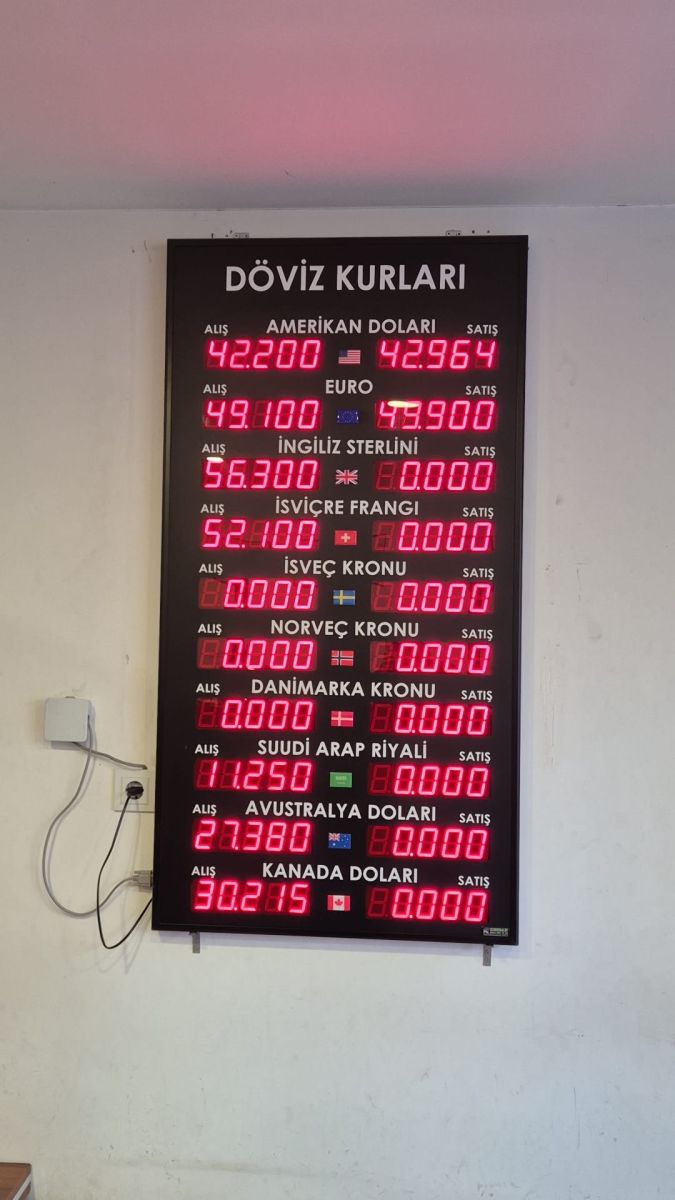 DÖVİZ KURLARI
ALIŞ AMERİKAN DOLARI SATIŞ
42.200 42.964
ALIŞ EURO SATIŞ
49.100 49.900
ALIŞ İNGİLİZ STERLİNİ SATIŞ
56.300 0.000
ALIŞ İSVİÇRE FRANGI SATIŞ
52.100 0.000
ALIŞ İSVEÇ KRONU SATIŞ
0.000 0.000
ALIŞ NORVEÇ KRONU SATIŞ
0.000 0.000
ALIŞ DANİMARKA KRONU SATIŞ
0.000 0.000
ALIŞ SUUDİ ARAP RİYALİ SATIŞ
11.250 0.000
ALIŞ AVUSTRALYA DOLARI SATIŞ
27.380 0.000
ALIŞ KANADA DOLARI SATIŞ
30.215 0.000